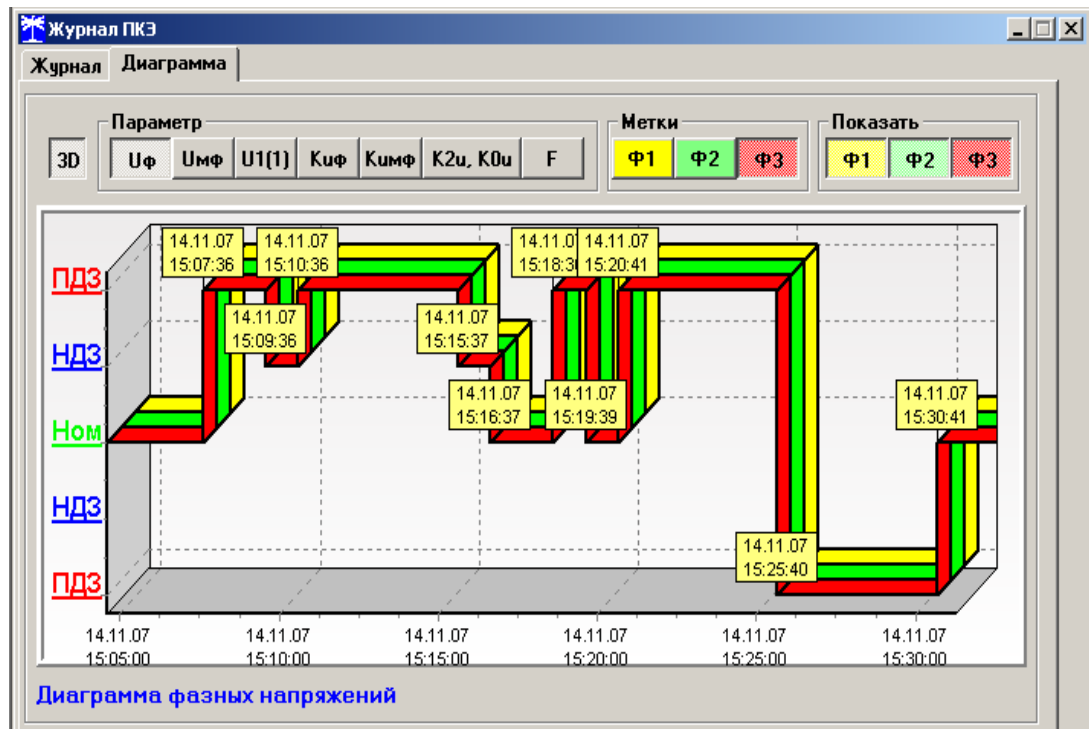 Журнал ПКЭ
Журнал Диаграмма
Параметр Метки Показать
3D Uф Uмф U1(1) Kuф Kuмф K2u, K0u F Ф1 Ф2 Ф3 Ф1 Ф2 Ф3
14.11.07
15:07:36
14.11.07
15:10:36
15:18:3
14.11.07
15:20:41
ПДЗ
14.11.07
15:09:36
14.11.07
15:15:37
НДЗ
14.11.07
15:16:37
14.11.07
15:19:39
14.11.07
15:30:41
Ном
НДЗ
14.11.07
15:25:40
ПДЗ
14.11.07 14.11.07 14.11.07 14.11.07 14.11.07 14.11.07
15:05:00 15:10:00 15:15:00 15:20:00 15:25:00 15:30:00
Диаграмма фазных напряжений